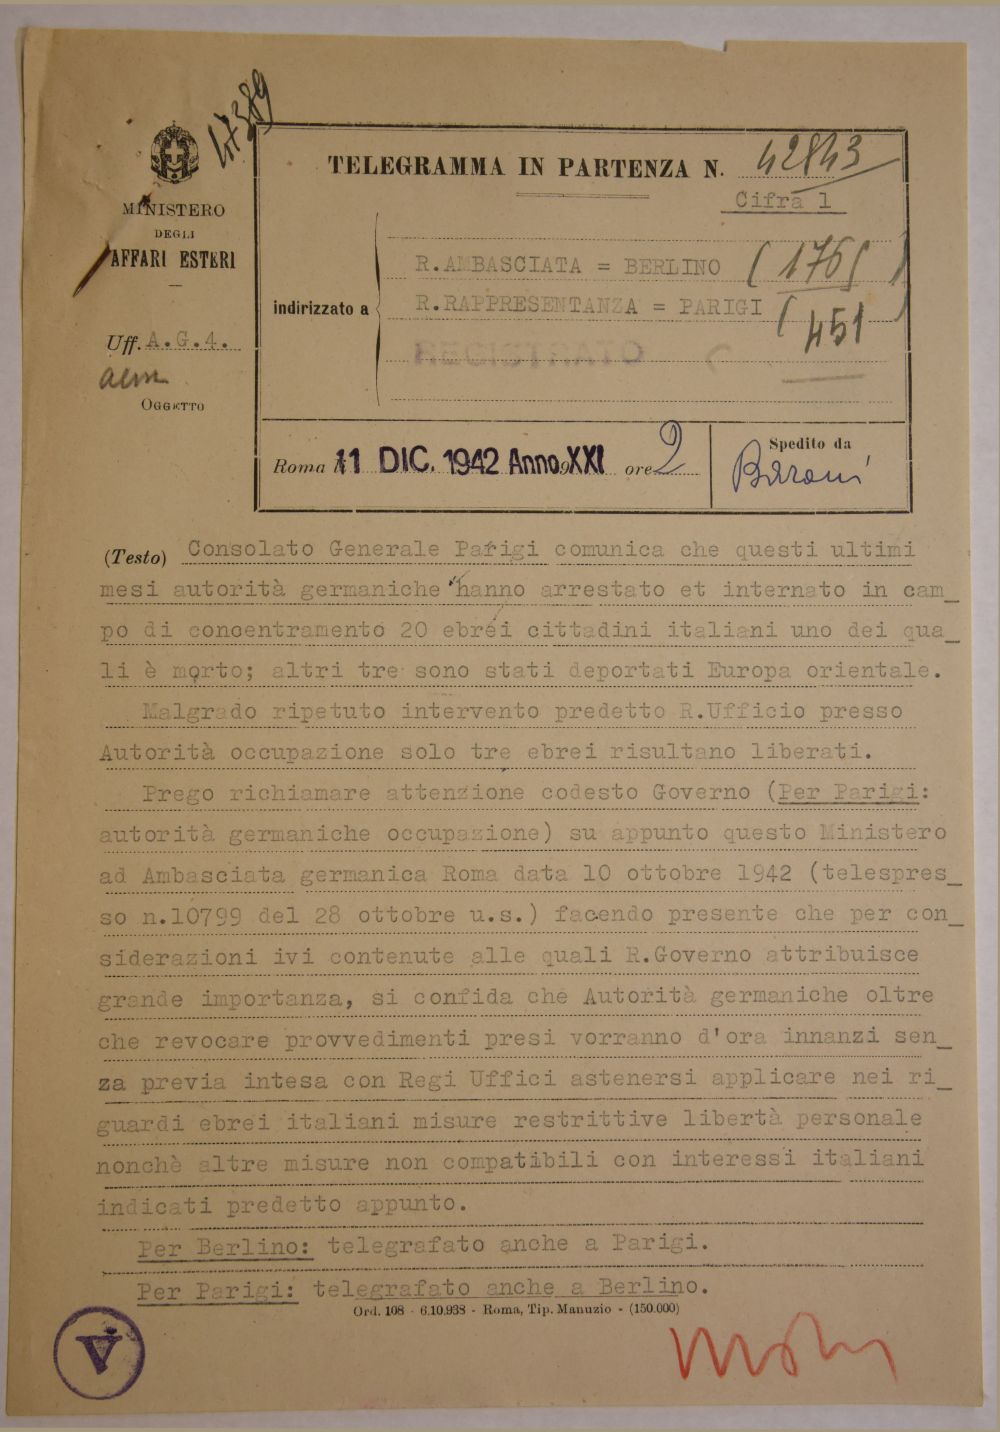 47389
TELEGRAMMA IN PARTENZA N. 42843
Cifra 1
MINISTERO
DEGLI
AFFARI ESTERI
Uff. A.G.4.
OGGETTO
indirizzato a
R.AMBASCIATA = BERLINO (1765)
R.RAPPRESENTANZA = PARIGI (451
Roma 11 DIC. 1942 Anno XXI ore 2
Spedito da
Baroni
(Testo) Consolato Generale Parigi comunica che questi ultimi
mesi autorità germaniche hanno arrestato et internato in cam_
po di concentramento 20 ebrei cittadini italiani uno dei qua_
li è morto; altri tre sono stati deportati Europa orientale.
Malgrado ripetuto intervento predetto R.Ufficio presso
Autorità occupazione solo tre ebrei risultano liberati.
Prego richiamare attenzione codesto Governo (Per Parigi:
autorità germaniche occupazione) su appunto questo Ministero
ad Ambasciata germanica Roma data 10 ottobre 1942 (telespres_
so n.10799 del 28 ottobre u.s.) facendo presente che per con_
siderazioni ivi contenute alle quali R.Governo attribuisce
grande importanza, si confida che Autorità germaniche oltre
che revocare provvedimenti presi vorranno d'ora innanzi sen_
za previa intesa con Regi Uffici astenersi applicare nei ri_
guardi ebrei italiani misure restrittive libertà personale
nonchè altre misure non compatibili con interessi italiani
indicati predetto appunto.
Per Berlino: telegrafato anche a Parigi.
Per Parigi: telegrafato anche a Berlino.
Ord. 108 - 6.10.938 - Roma, Tip. Manuzio - (150.000)
V